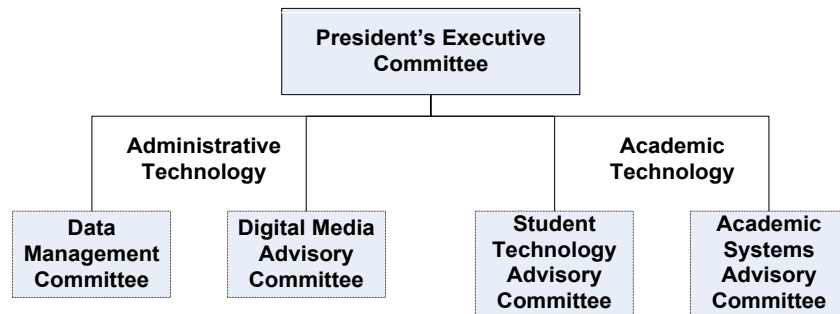 President's Executive
Committee
Administrative
Technology
Academic
Technology
Data
Management
Committee
Digital Media
Advisory
Committee
Student
Technology
Advisory
Committee
Academic
Systems
Advisory
Committee